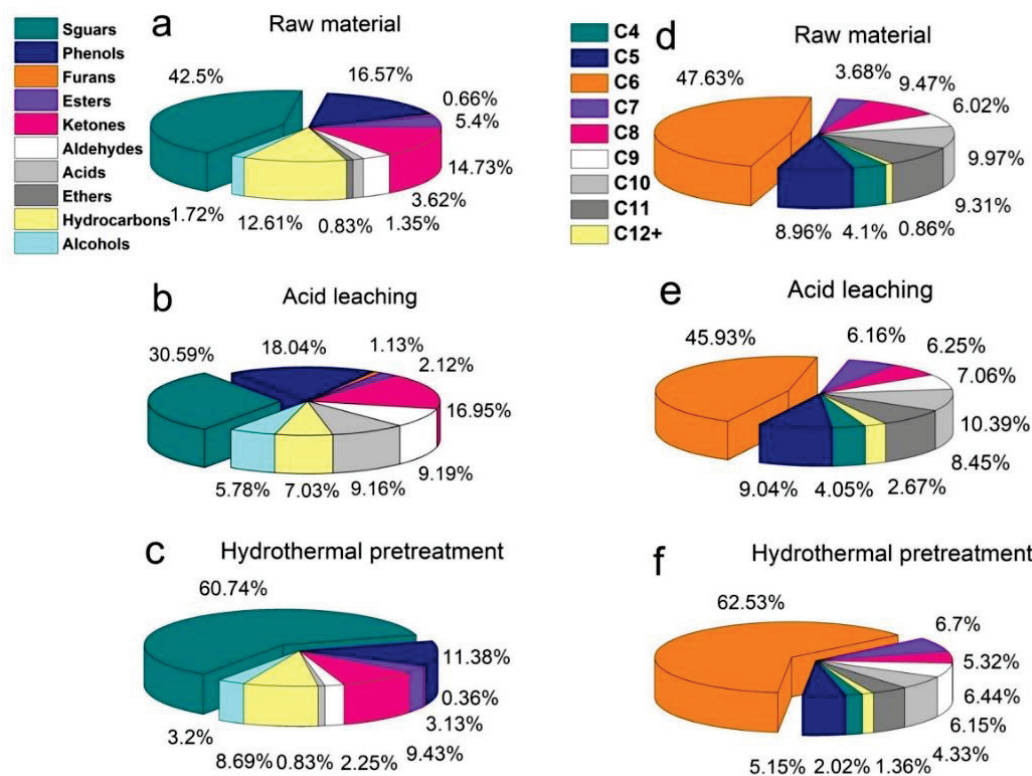 Sguars
Phenols
Furans
Esters
Ketones
Aldehydes
Acids
Ethers
Hydrocarbons
Alcohols
a
Raw material
42.5%
16.57%
0.66%
5.4%
14.73%
3.62%
1.35%
0.83%
12.61%
1.72%
b
Acid leaching
30.59%
18.04%
1.13%
2.12%
16.95%
9.19%
9.16%
7.03%
5.78%
c
Hydrothermal pretreatment
60.74%
11.38%
0.36%
3.13%
9.43%
2.25%
0.83%
8.69%
3.2%
C4
C5
C6
C7
C8
C9
C10
C11
C12+
d
Raw material
47.63%
3.68%
9.47%
6.02%
9.97%
9.31%
0.86%
4.1%
8.96%
e
Acid leaching
45.93%
6.16%
6.25%
7.06%
10.39%
8.45%
2.67%
4.05%
9.04%
f
Hydrothermal pretreatment
62.53%
6.7%
5.32%
6.44%
6.15%
4.33%
1.36%
2.02%
5.15%